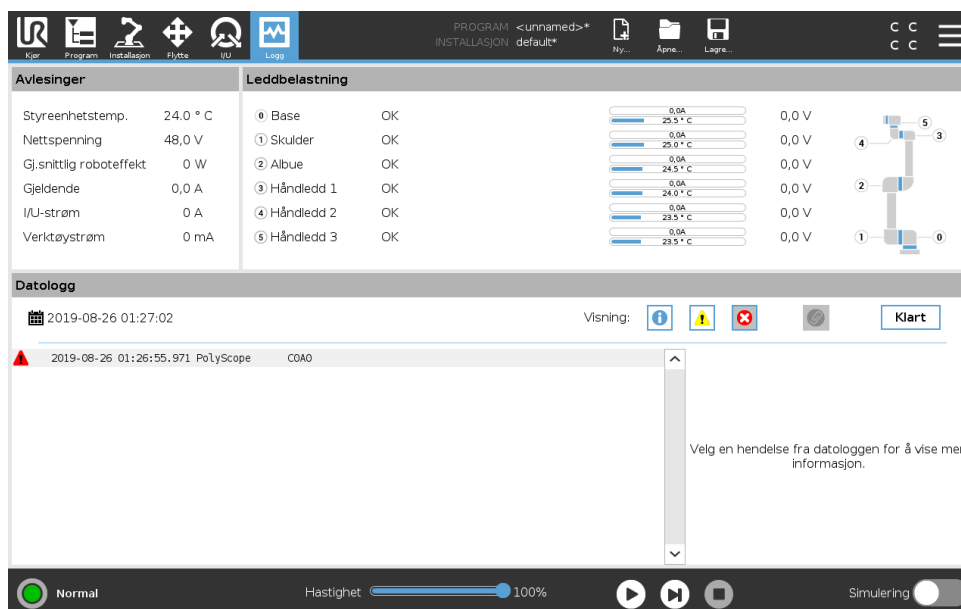 PROGRAM <unnamed>*
INSTALLASJON default*
Kjør Program Installasjon Flytte I/U Logg Ny... Åpne... Lagre...
C C
C C
Avlesinger
Leddbelastning
Styreenhetstemp. 24.0 ° C
Nettspenning 48,0 V
Gj.snittlig roboteffekt 0 W
Gjeldende 0,0 A
I/U-strøm 0 A
Verktøystrøm 0 mA
0 Base OK 0,0A 25.5 ° C 0,0 V
1 Skulder OK 0,0A 25.0 ° C 0,0 V
2 Albue OK 0,0A 24.5 ° C 0,0 V
3 Håndledd 1 OK 0,0A 24.0 ° C 0,0 V
4 Håndledd 2 OK 0,0A 23.5 ° C 0,0 V
5 Håndledd 3 OK 0,0A 23.5 ° C 0,0 V
5
4 3
2
1 0
Datologg
2019-08-26 01:27:02 Visning: Klart
2019-08-26 01:26:55.971 PolyScope C0A0
Velg en hendelse fra datologgen for å vise mer
informasjon.
Normal Hastighet 100% Simulering